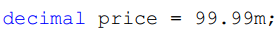 decimal price = 99.99m;